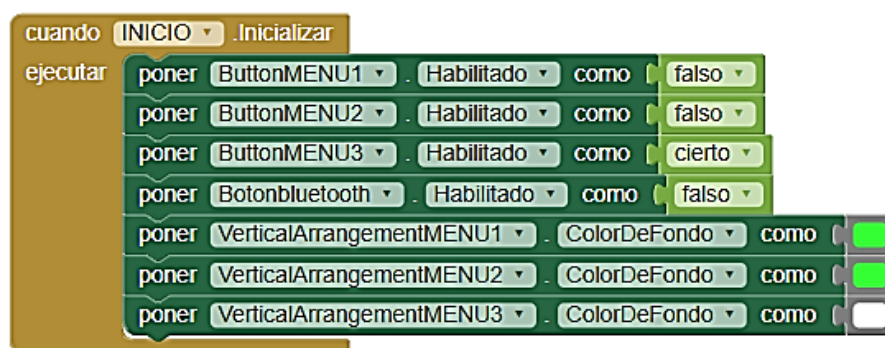 cuando INICIO .Inicializar
ejecutar poner ButtonMENU1 . Habilitado como falso
poner ButtonMENU2 . Habilitado como falso
poner ButtonMENU3 . Habilitado como cierto
poner Botonbluetooth . Habilitado como falso
poner VerticalArrangementMENU1 . ColorDeFondo como
poner VerticalArrangementMENU2 . ColorDeFondo como
poner VerticalArrangementMENU3 . ColorDeFondo como